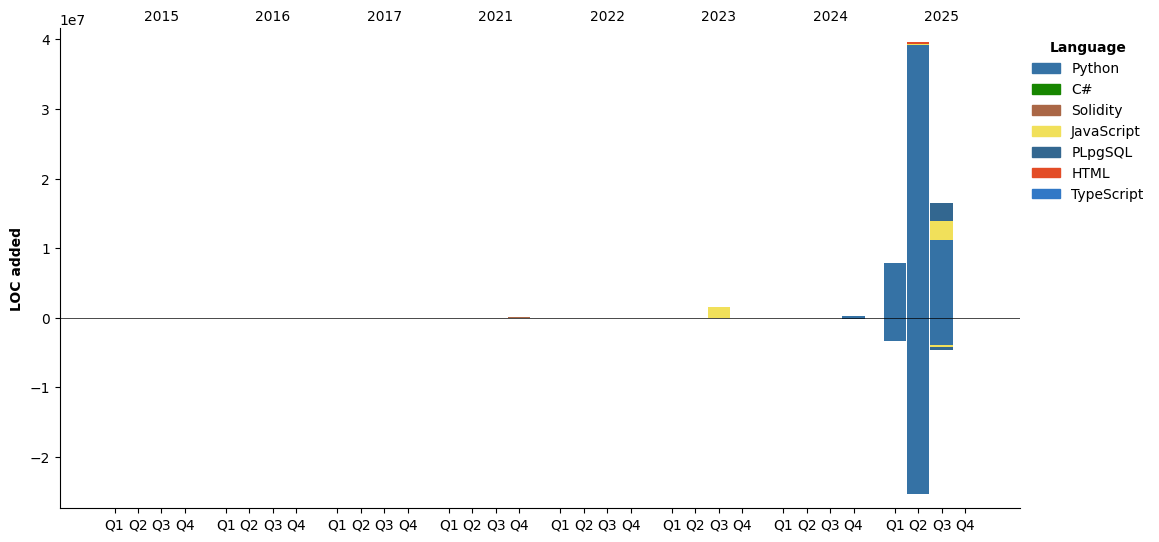 1e7
2015 2016 2017 2021 2022 2023 2024 2025
4
3
2
1
0
−1
−2
LOC added
Q1 Q2 Q3 Q4 Q1 Q2 Q3 Q4 Q1 Q2 Q3 Q4 Q1 Q2 Q3 Q4 Q1 Q2 Q3 Q4 Q1 Q2 Q3 Q4 Q1 Q2 Q3 Q4 Q1 Q2 Q3 Q4
Language
Python
C#
Solidity
JavaScript
PLpgSQL
HTML
TypeScript